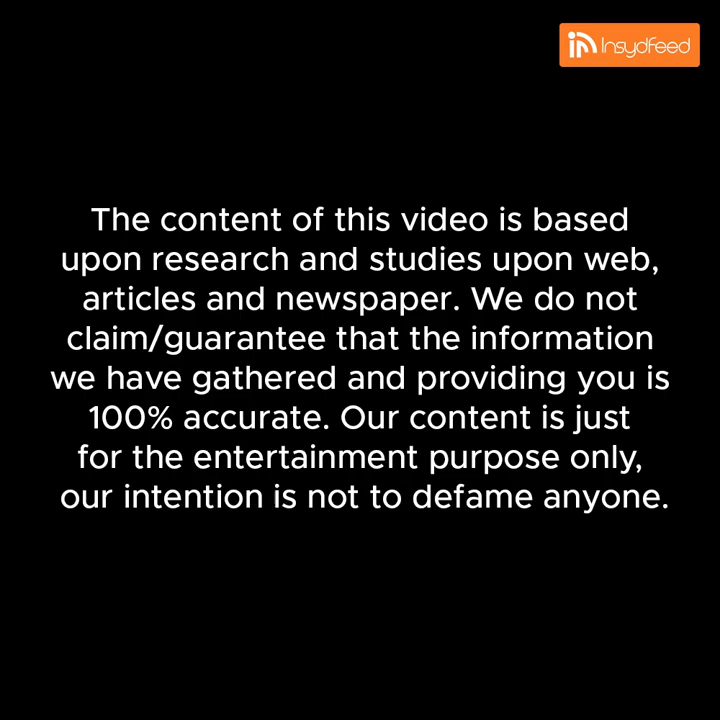 Insydfeed
The content of this video is based
upon research and studies upon web,
articles and newspaper. We do not
claim/guarantee that the information
we have gathered and providing you is
100% accurate. Our content is just
for the entertainment purpose only,
our intention is not to defame anyone.